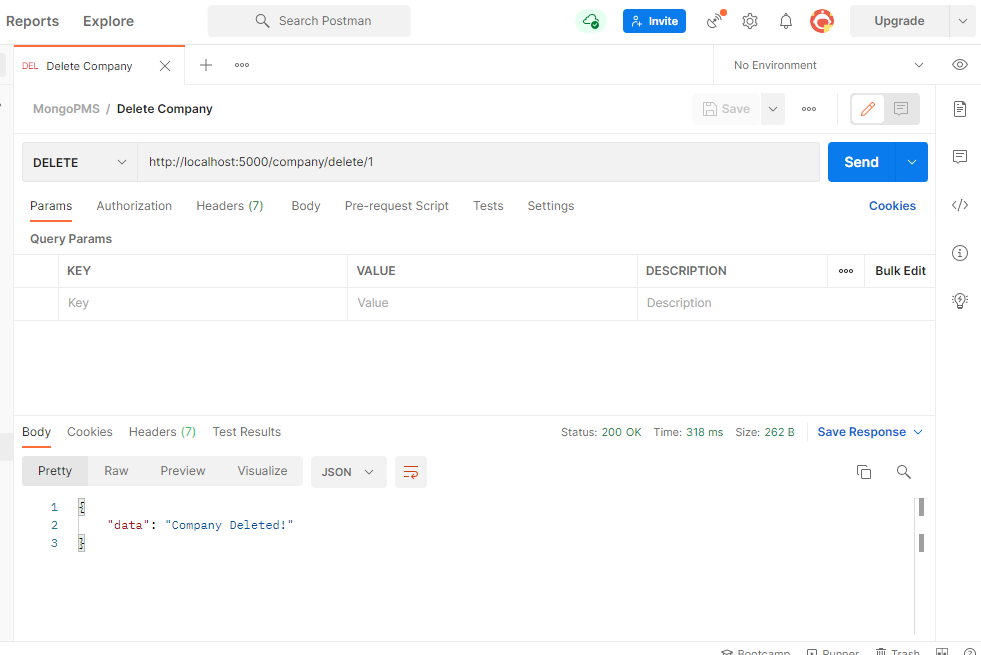 Reports Explore Search Postman Invite Upgrade
DEL Delete Company No Environment
MongoPMS / Delete Company Save
DELETE http://localhost:5000/company/delete/1 Send
Params Authorization Headers (7) Body Pre-request Script Tests Settings Cookies
Query Params
KEY VALUE DESCRIPTION Bulk Edit
Key Value Description
Body Cookies Headers (7) Test Results Status: 200 OK Time: 318 ms Size: 262 B Save Response
Pretty Raw Preview Visualize JSON
1 {
2 "data": "Company Deleted!"
3 }
Bootcamp Runner Trash